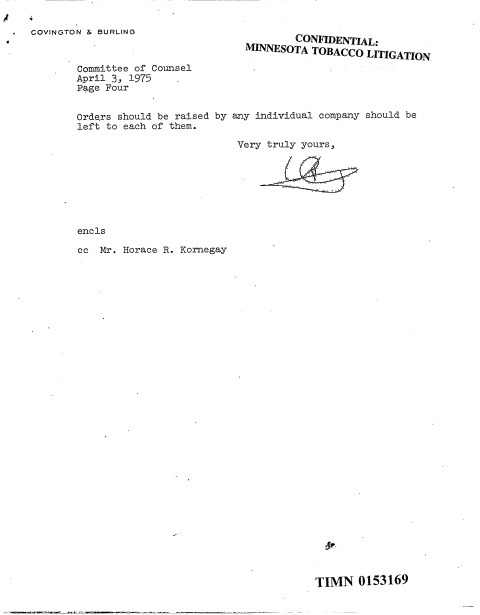 COVINGTON & BURLING
CONFIDENTIAL:
MINNESOTA TOBACCO LITIGATION
Committee of Counsel
April 3, 1975
Page Four
Orders should be raised by any individual company should be
left to each of them.
Very truly yours,
encls
cc Mr. Horace R. Kornegay
TIMN 0153169